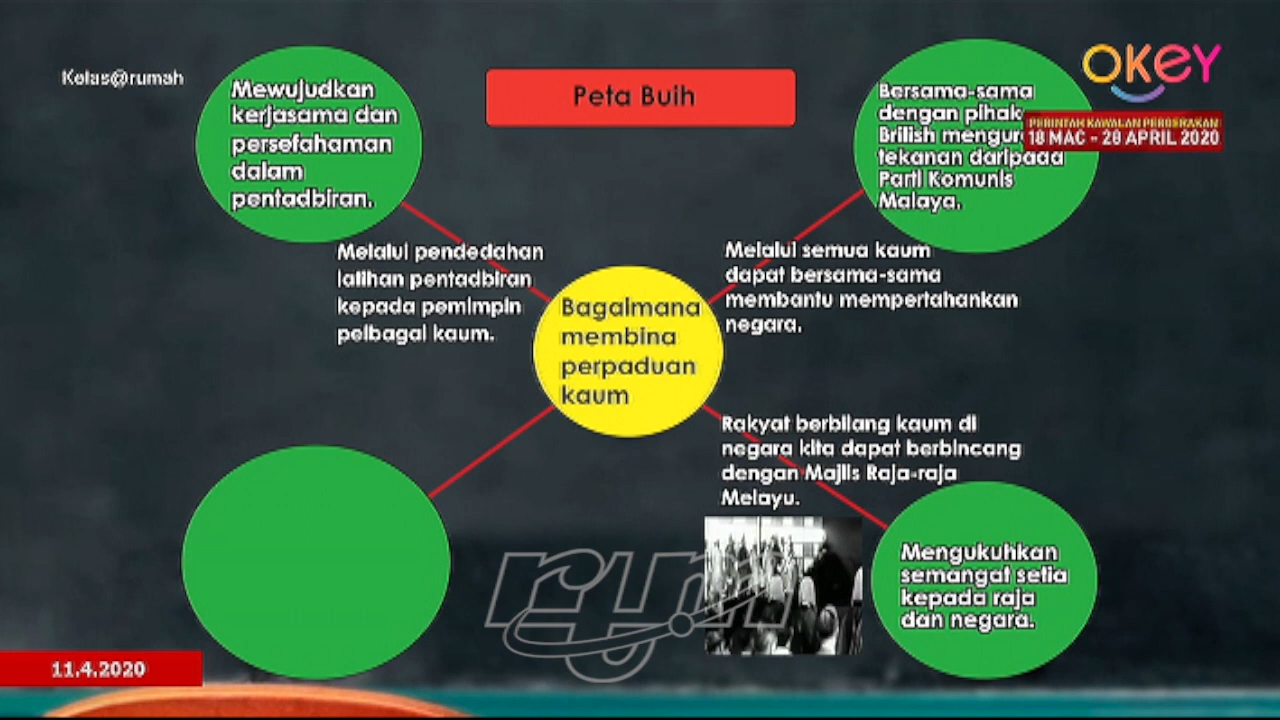 Kelas@rumah
Peta Buih
OKEY
PERINTAH KAWALAN PERGERAKAN
18 MAC - 28 APRIL 2020
Mewujudkan
kerjasama dan
persefahaman
dalam
pentadbiran.
Bersama-sama
dengan pihak
British
tekanan daripada
Parti Komunis
Malaya.
Melalui pendedahan
latihan pentadbiran
kepada pemimpin
pelbagai kaum.
Melalui semua kaum
dapat bersama-sama
membantu mempertahankan
negara.
Bagaimana
membina
perpaduan
kaum
Rakyat berbilang kaum di
negara kita dapat berbincang
dengan Majlis Raja-raja
Melayu.
Mengukuhkan
semangat setia
kepada raja
dan negara.
rtm
11.4.2020